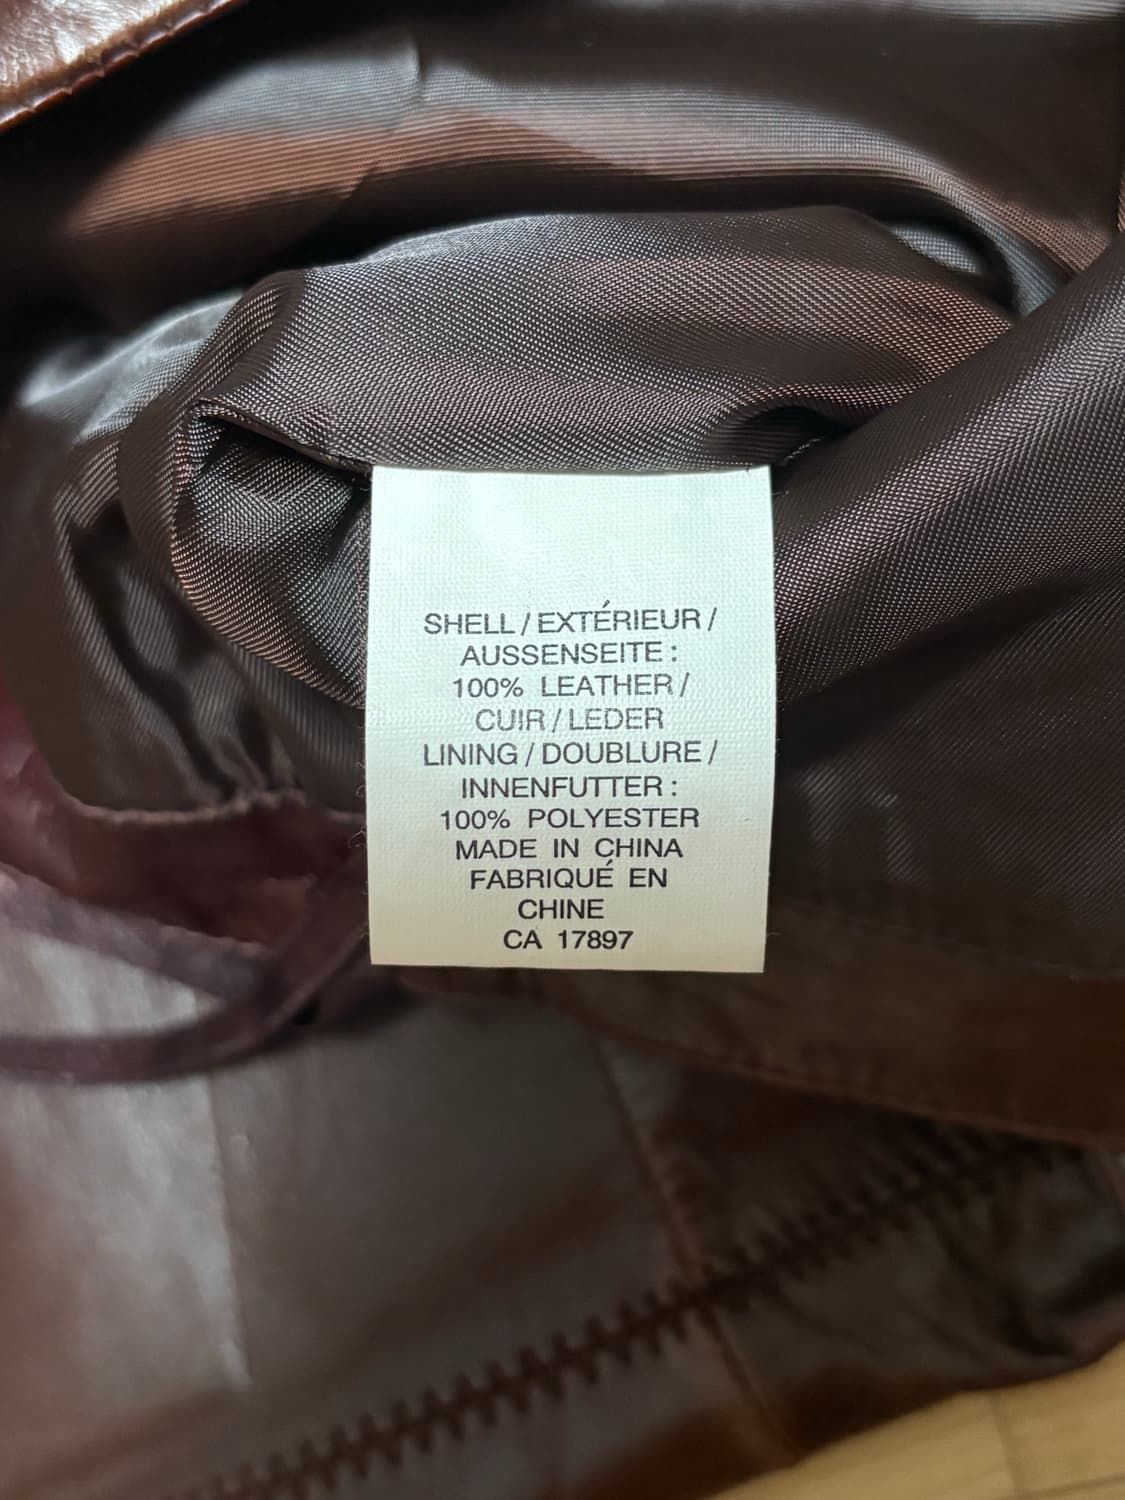 SHELL / EXTÉRIEUR /
AUSSENSEITE :
100% LEATHER /
CUIR / LEDER
LINING / DOUBLURE /
INNENFUTTER :
100% POLYESTER
MADE IN CHINA
FABRIQUÉ EN
CHINE
CA 17897